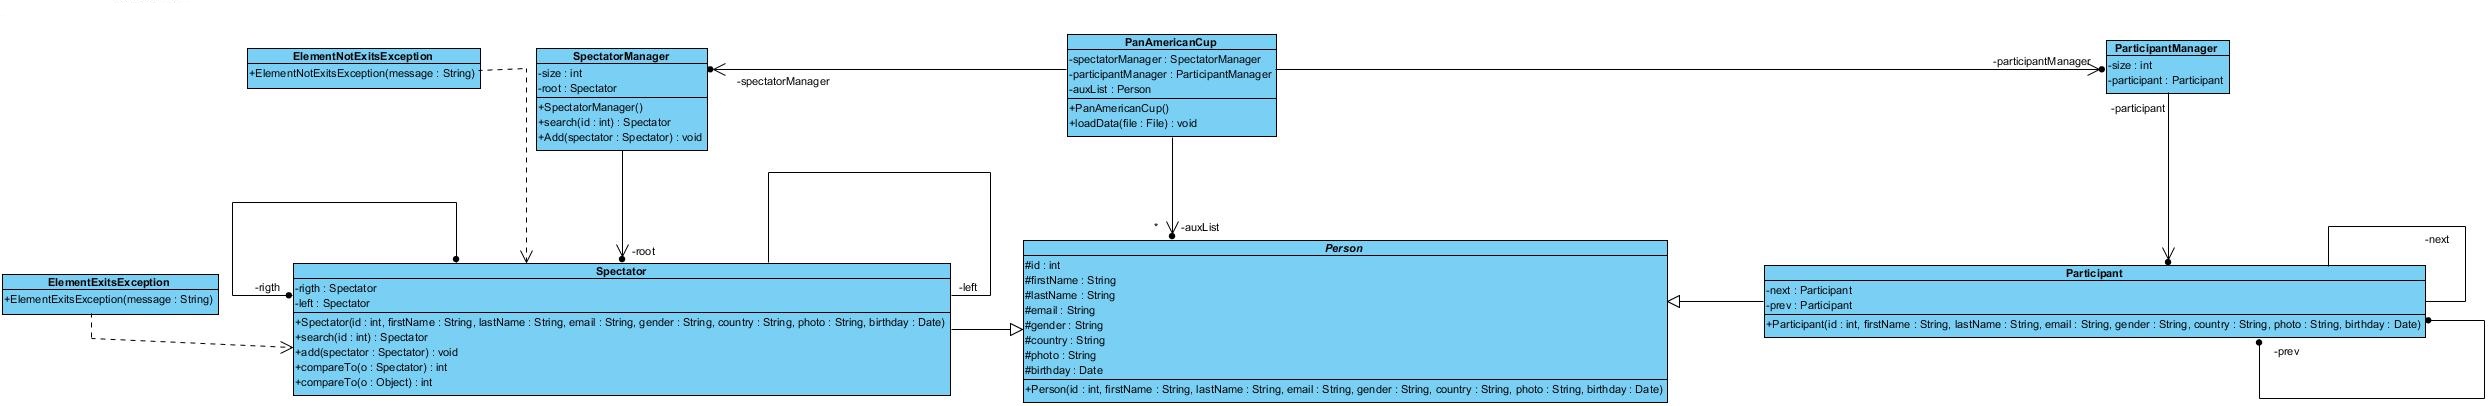 ElementNotExitsException
+ElementNotExitsException(message : String)
SpectatorManager
-size : int
-root : Spectator
+SpectatorManager()
+search(id : int) : Spectator
+Add(spectator : Spectator) : void
-spectatorManager
PanAmericanCup
-spectatorManager : SpectatorManager
-participantManager : ParticipantManager
-auxList : Person
+PanAmericanCup()
+loadData(file : File) : void
-participantManager
ParticipantManager
-size : int
-participant : Participant
-participant
-root
* -auxList
-next
ElementExitsException
+ElementExitsException(message : String)
-rigth
Spectator
-rigth : Spectator
-left : Spectator
+Spectator(id : int, firstName : String, lastName : String, email : String, gender : String, country : String, photo : String, birthday : Date)
+search(id : int) : Spectator
+add(spectator : Spectator) : void
+compareTo(o : Spectator) : int
+compareTo(o : Object) : int
-left
Person
#id : int
#firstName : String
#lastName : String
#email : String
#gender : String
#country : String
#photo : String
#birthday : Date
+Person(id : int, firstName : String, lastName : String, email : String, gender : String, country : String, photo : String, birthday : Date)
Participant
-next : Participant
-prev : Participant
+Participant(id : int, firstName : String, lastName : String, email : String, gender : String, country : String, photo : String, birthday : Date)
-prev